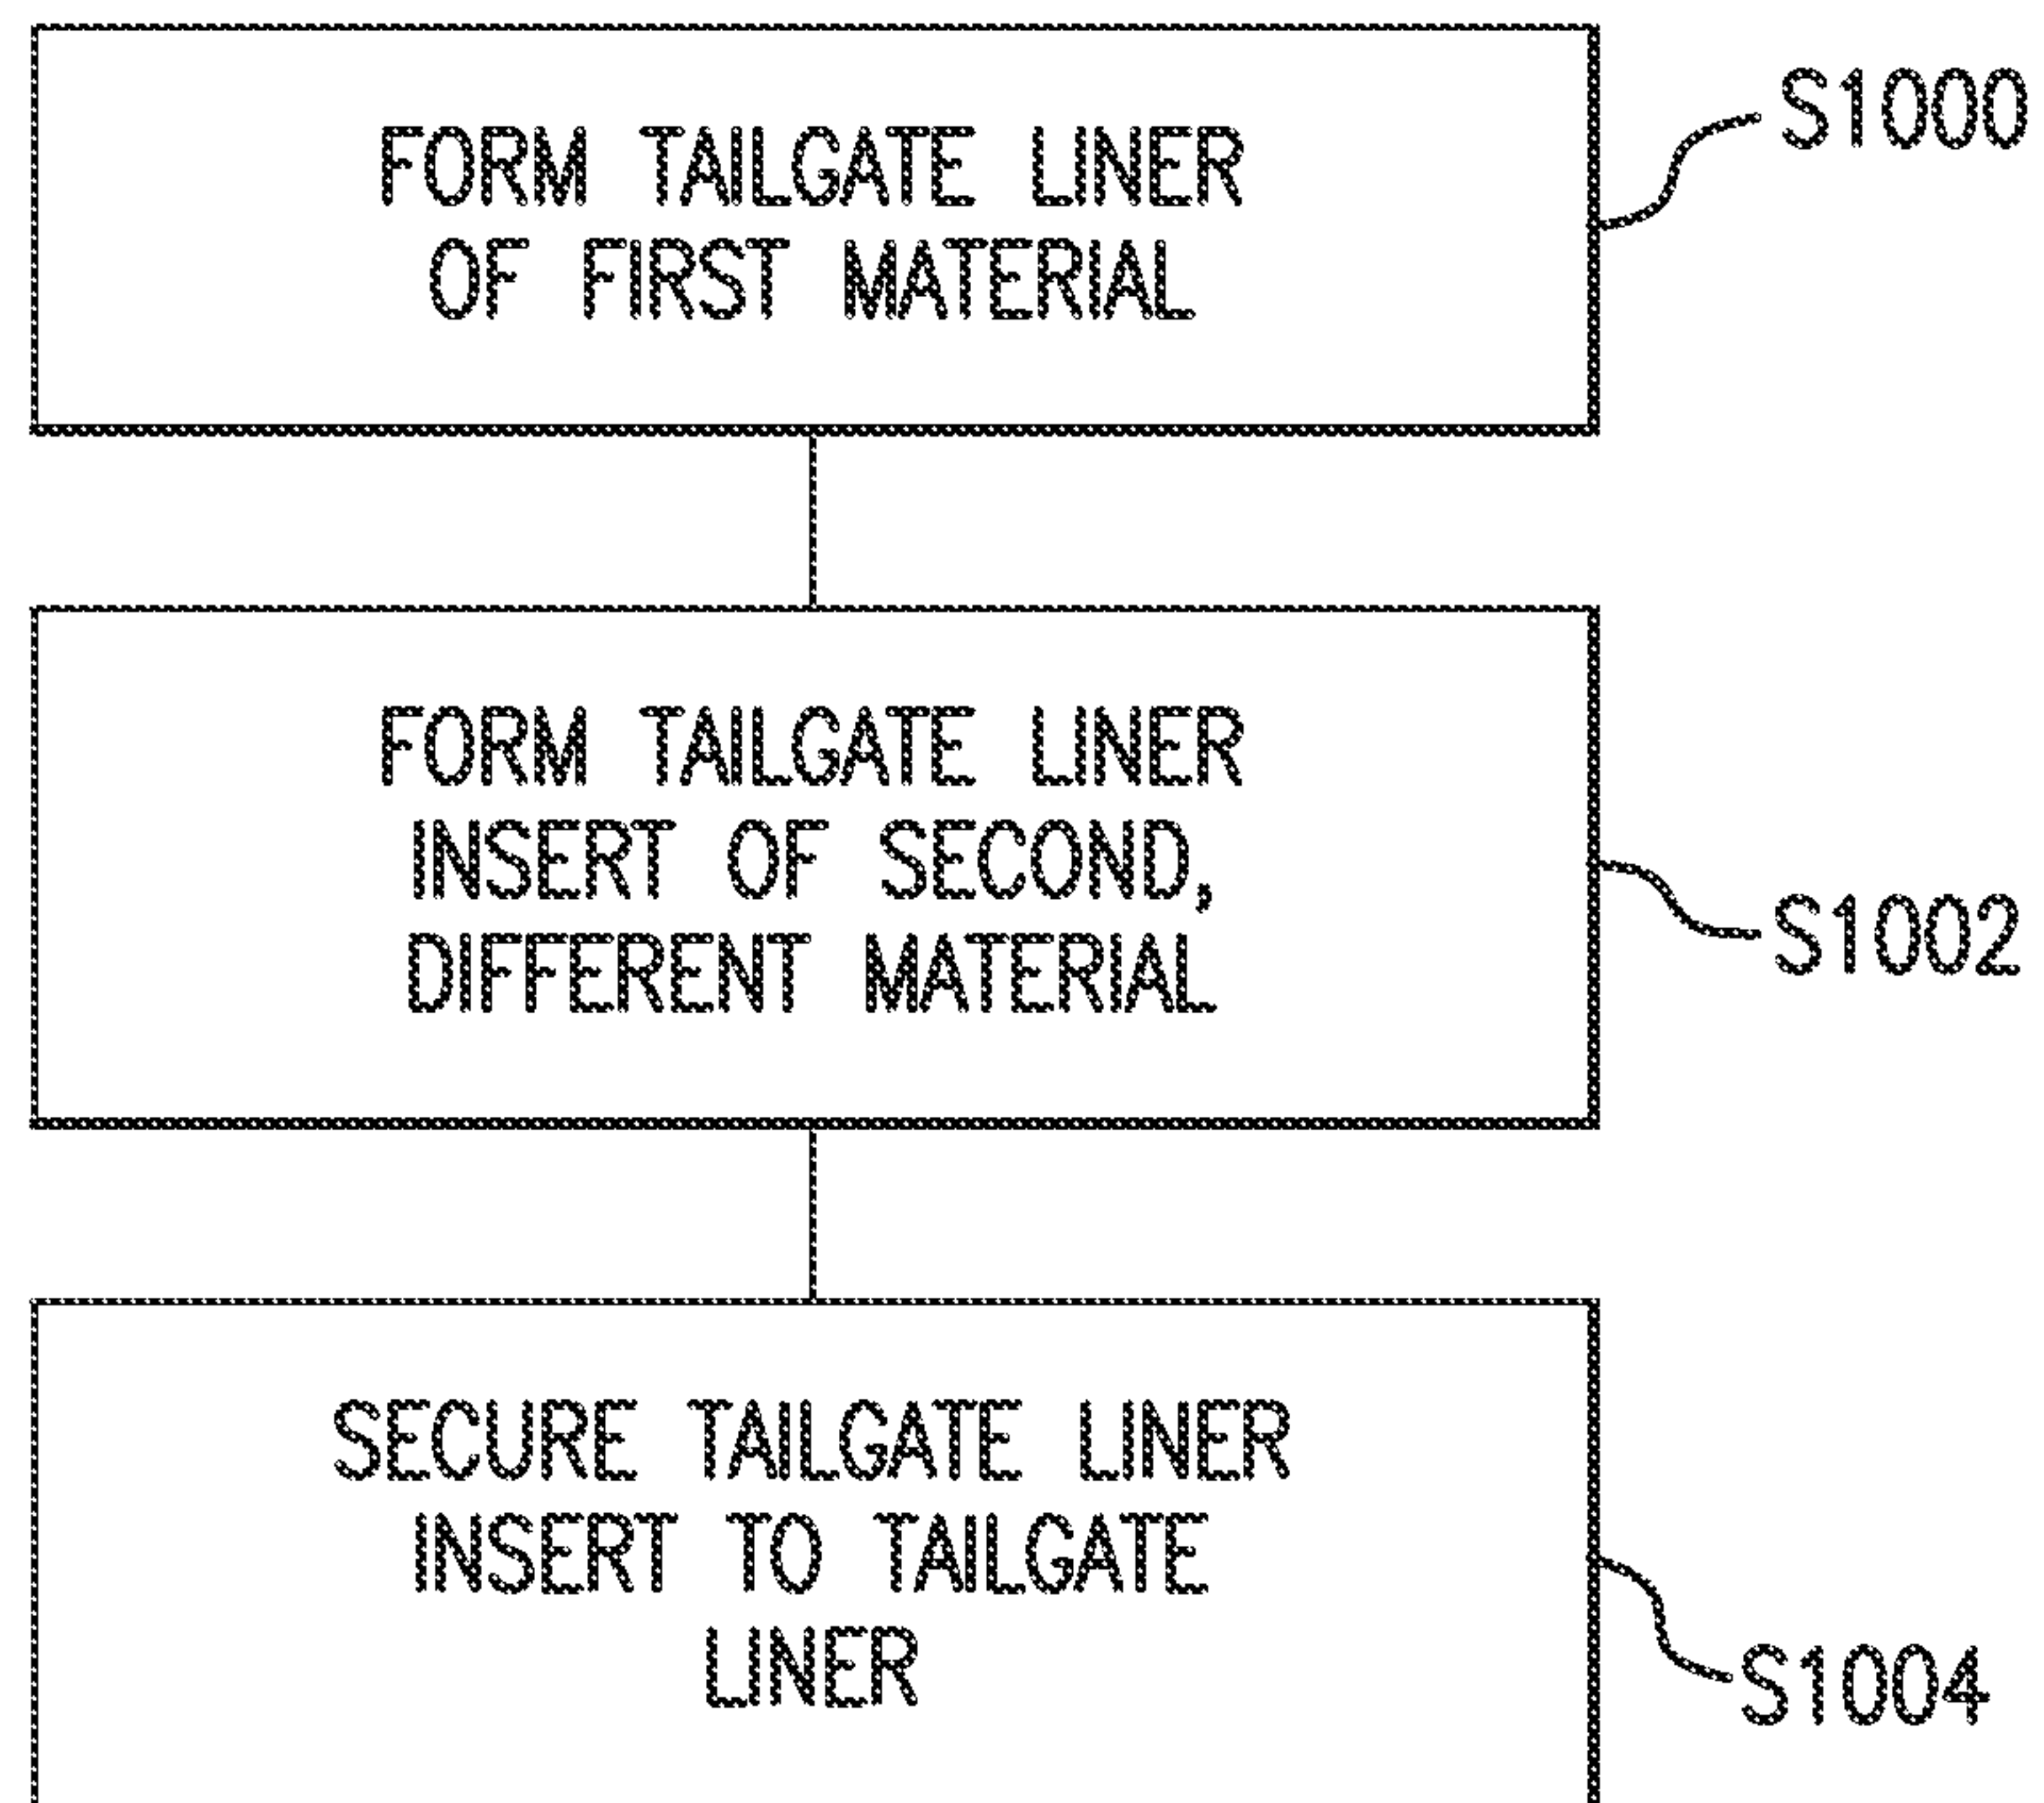 FORM TAILGATE LINER
OF FIRST MATERIAL
S1000
FORM TAILGATE LINER
INSERT OF SECOND,
DIFFERENT MATERIAL
S1002
SECURE TAILGATE LINER
INSERT TO TAILGATE
LINER
S1004